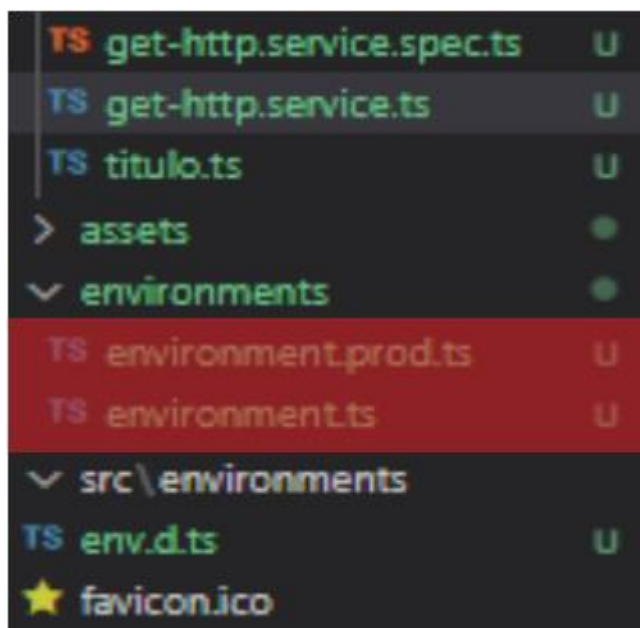 TS get-http.service.spec.ts U
TS get-http.service.ts U
TS titulo.ts U
assets
environments
TS environment.prod.ts U
TS environment.ts U
src\environments
TS env.d.ts U
favicon.ico